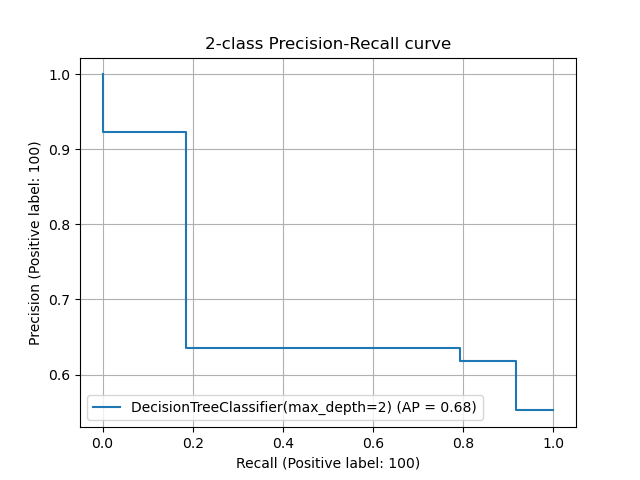 2-class Precision-Recall curve
Precision (Positive label: 100)
1.0
0.9
0.8
0.7
0.6
DecisionTreeClassifier(max_depth=2) (AP = 0.68)
0.0 0.2 0.4 0.6 0.8 1.0
Recall (Positive label: 100)